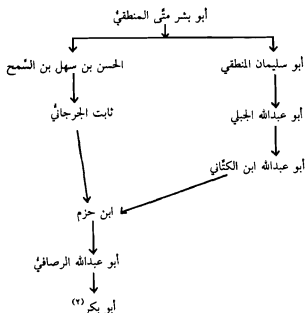 أبو بشر متَّى المنطقيُّ
أبو سليمان المنطقي
الحسن بن سهل بن السَّمح
أبو عبدالله الجبلي
ثابت الجرجانيُّ
أبو عبدالله ابن الكتَّاني
ابن حزم
أبو عبدالله الرصافيُّ
أبو بكر(٢)